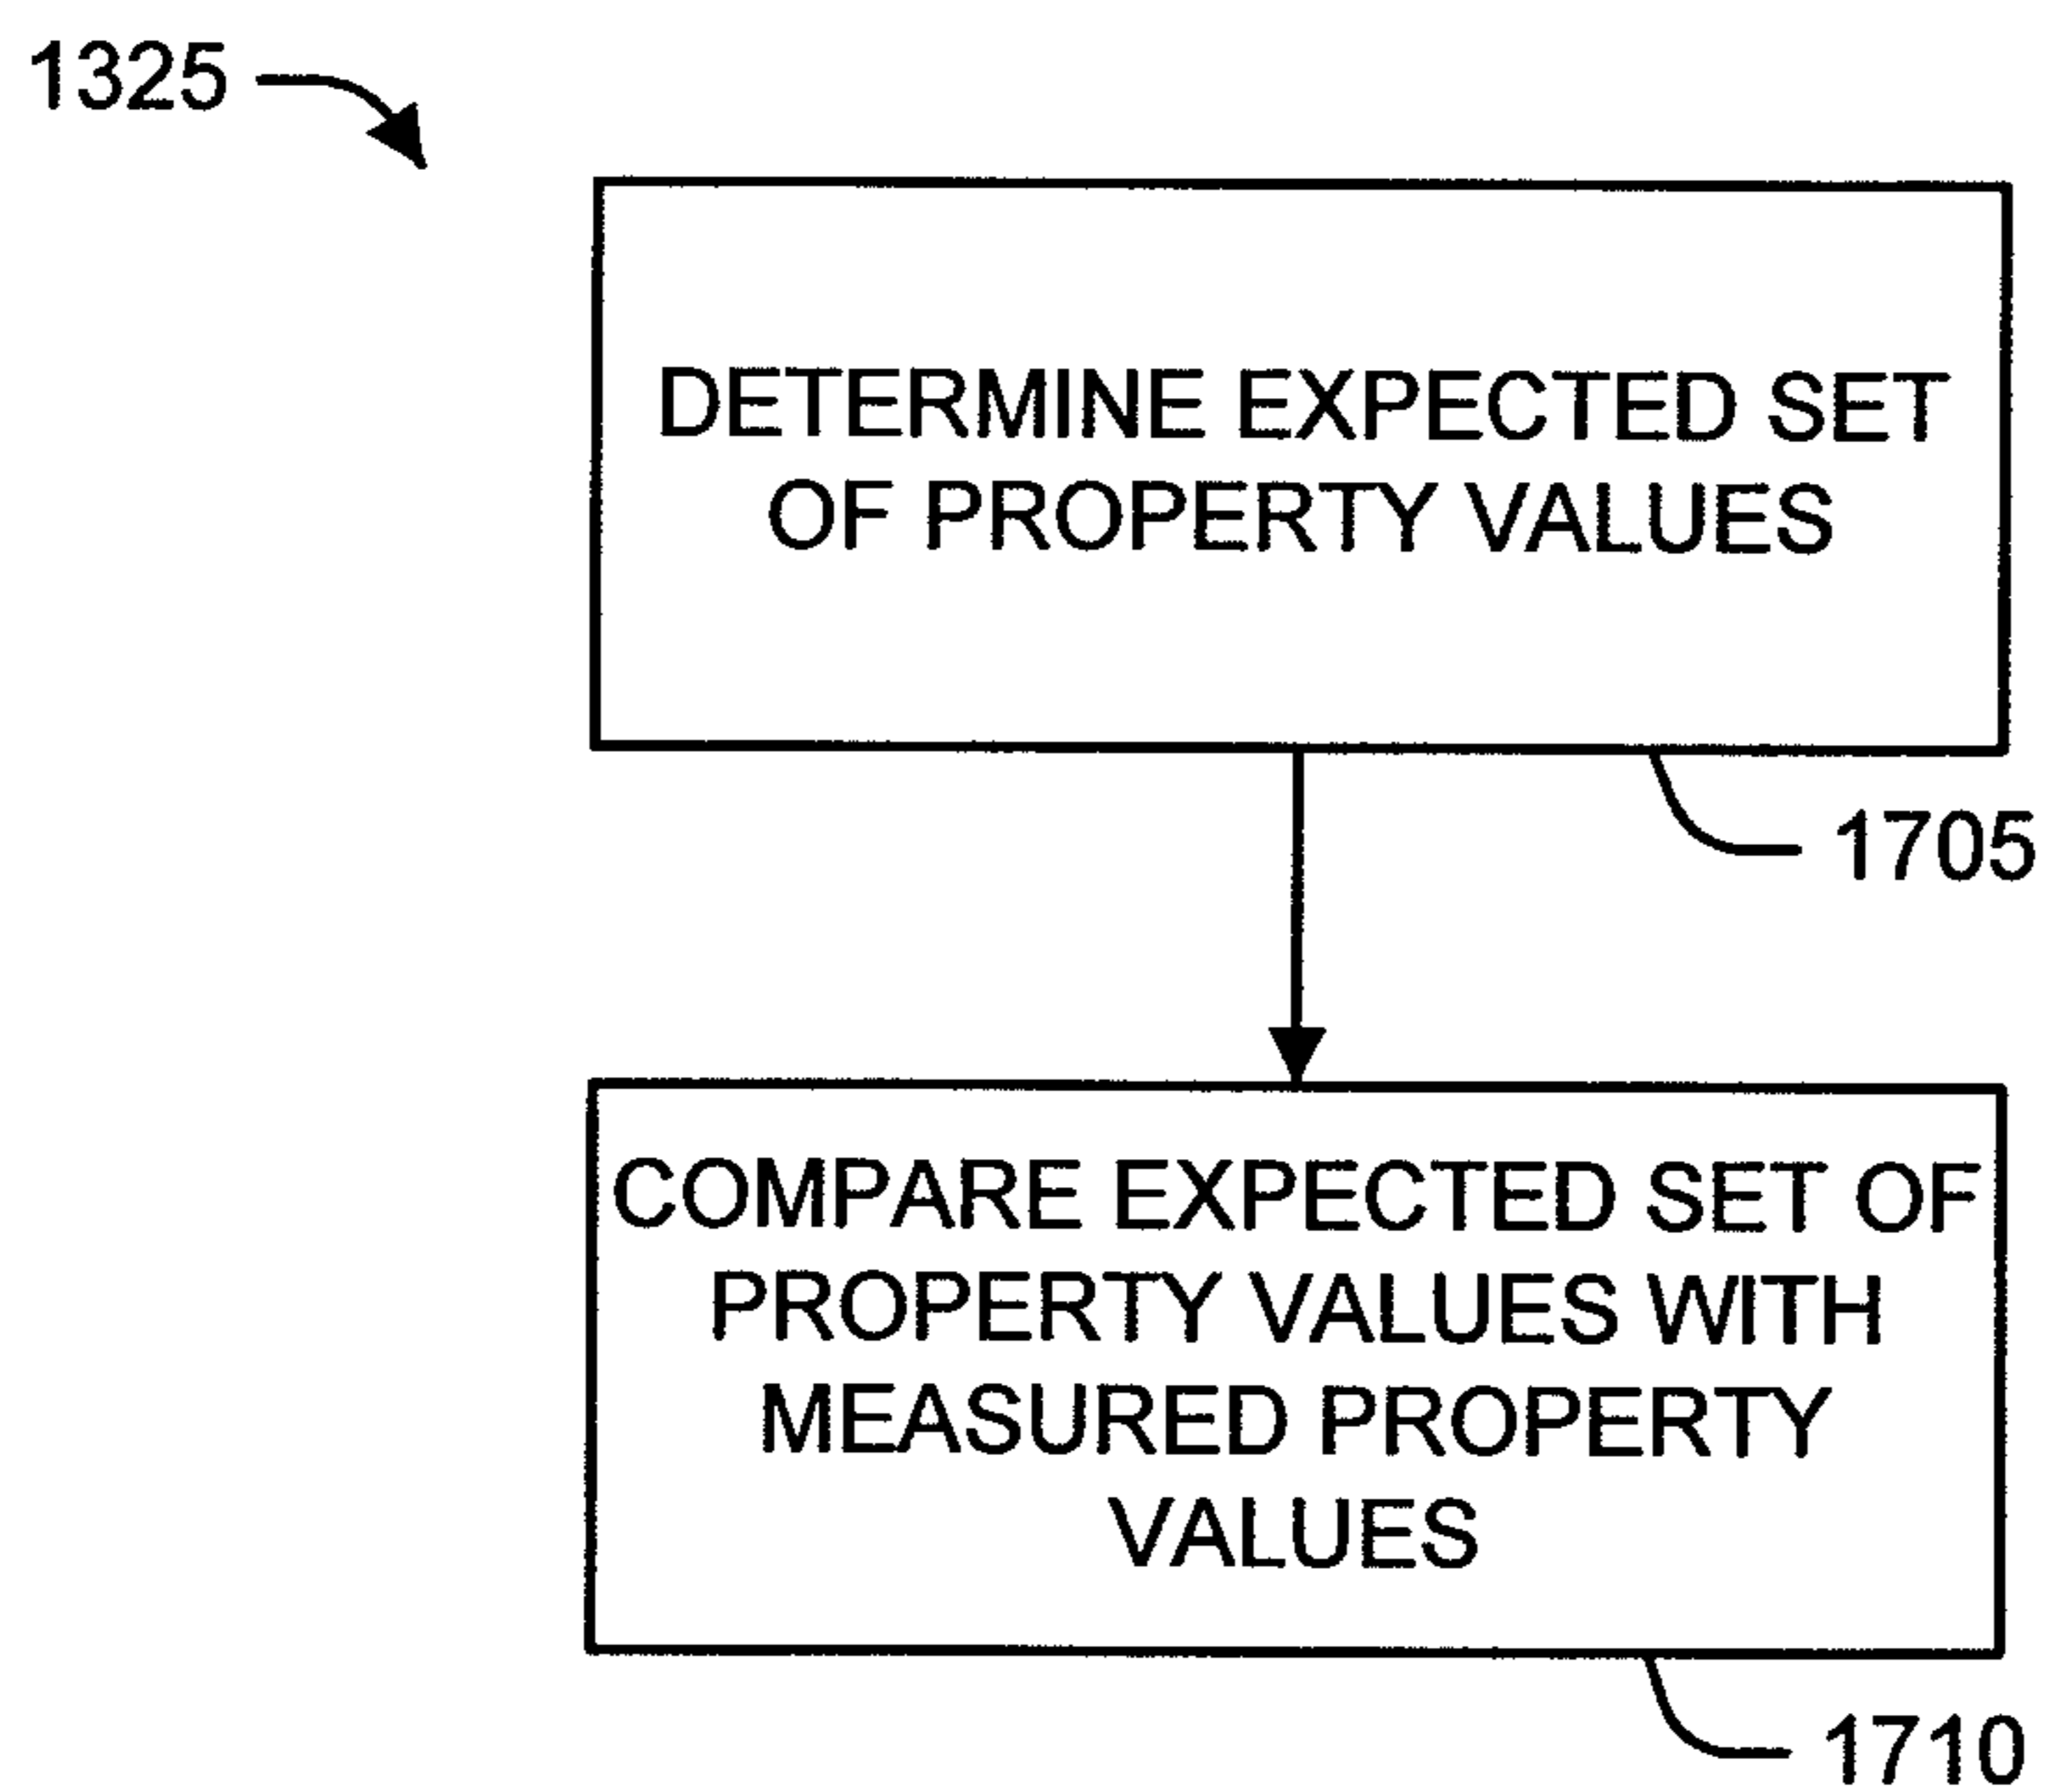 1325
DETERMINE EXPECTED SET
OF PROPERTY VALUES
1705
COMPARE EXPECTED SET OF
PROPERTY VALUES WITH
MEASURED PROPERTY
VALUES
1710